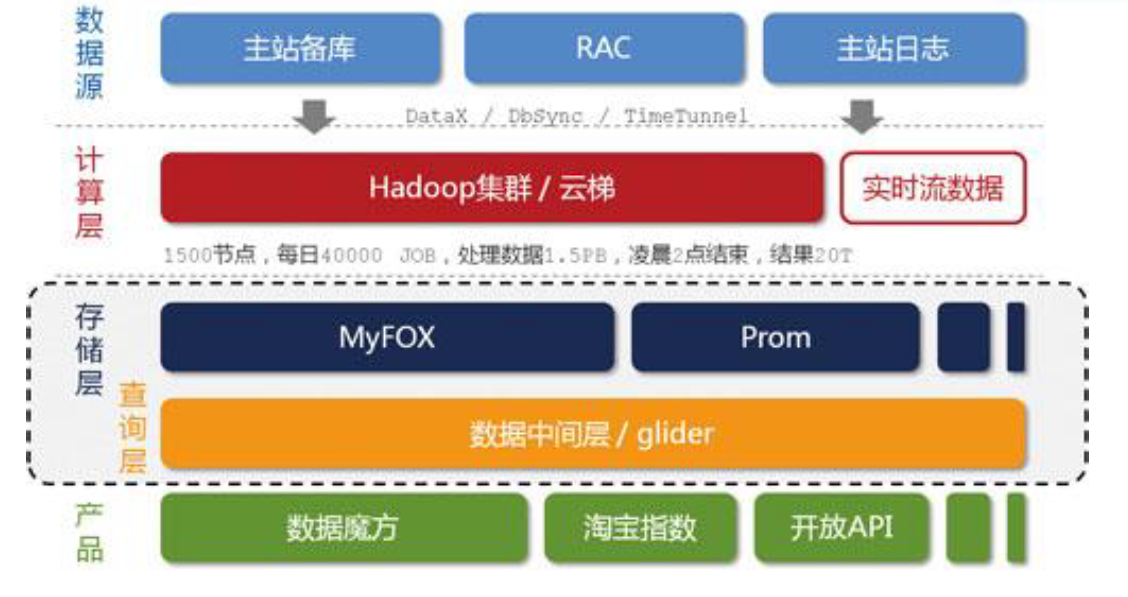 数据源
主站备库
RAC
主站日志
DataX / DbSync / TimeTunnel
计算层
Hadoop集群 / 云梯
实时流数据
1500节点，每日40000 JOB，处理数据1.5PB，凌晨2点结束，结果20T
存储层
MyFOX
Prom
查询层
数据中间层 / glider
产品
数据魔方
淘宝指数
开放API